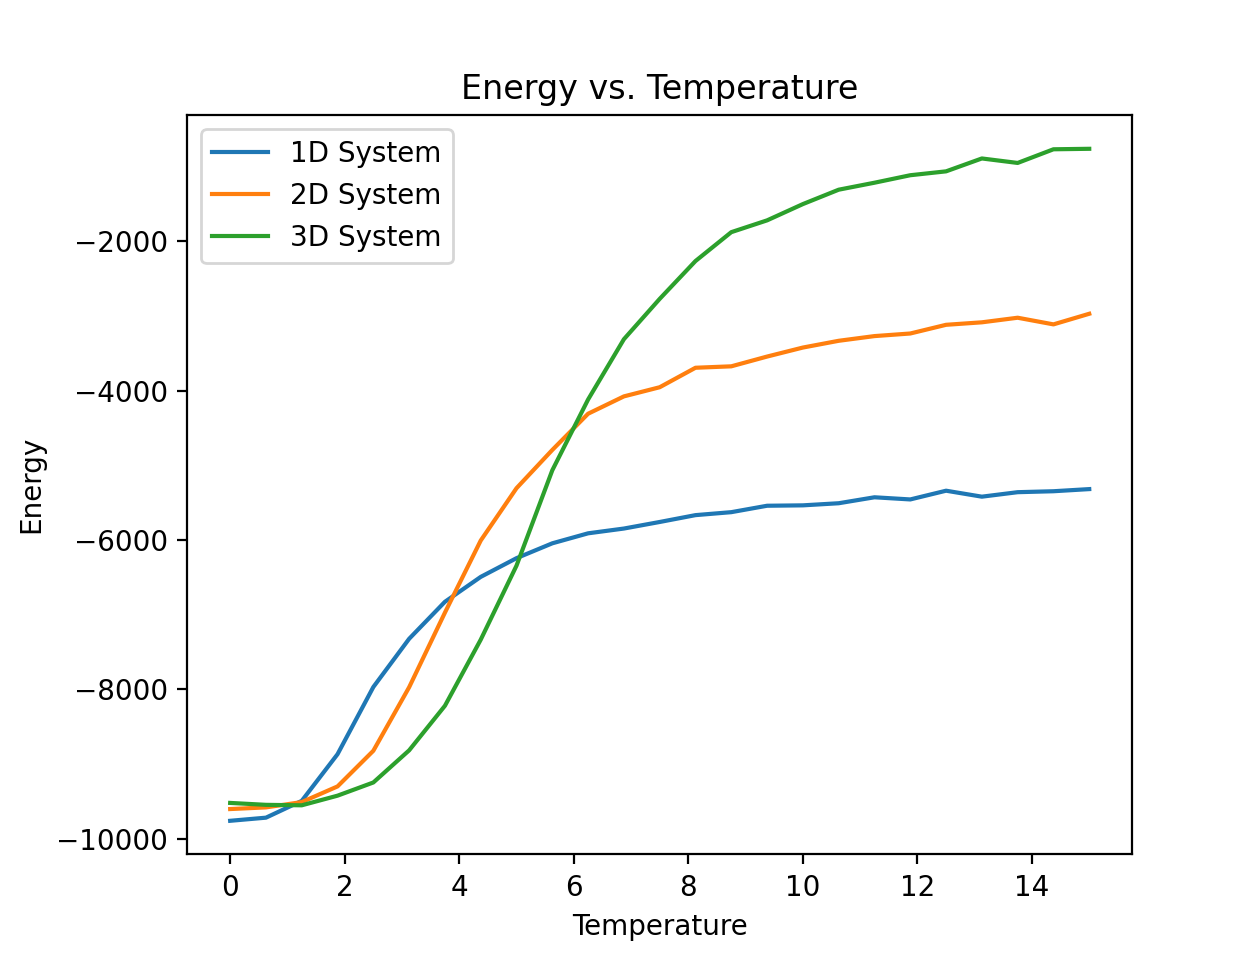 Energy vs. Temperature
1D System
2D System
3D System
−2000
−4000
−6000
−8000
−10000
Energy
0 2 4 6 8 10 12 14
Temperature